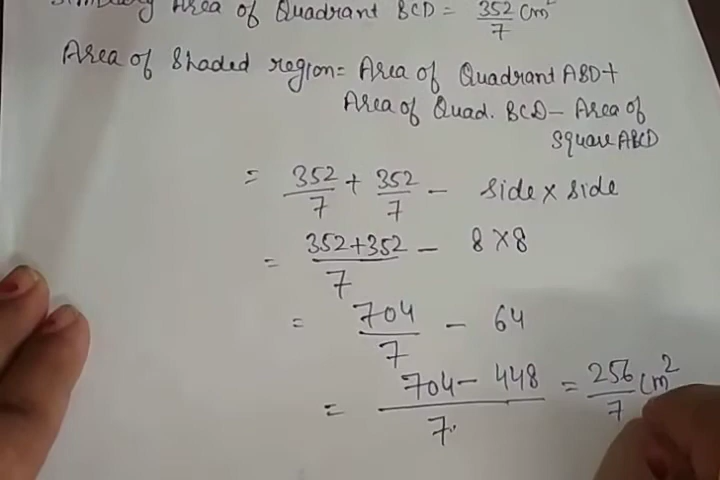 Area of Quadrant BCD = 352/7 cm²
Area of Shaded region = Area of Quadrant ABD +
Area of Quad. BCD - Area of
Square ABCD
= 352/7 + 352/7 - side × side
= 352+352/7 - 8 × 8
= 704/7 - 64
= 704 - 448/7 = 256/7 cm²